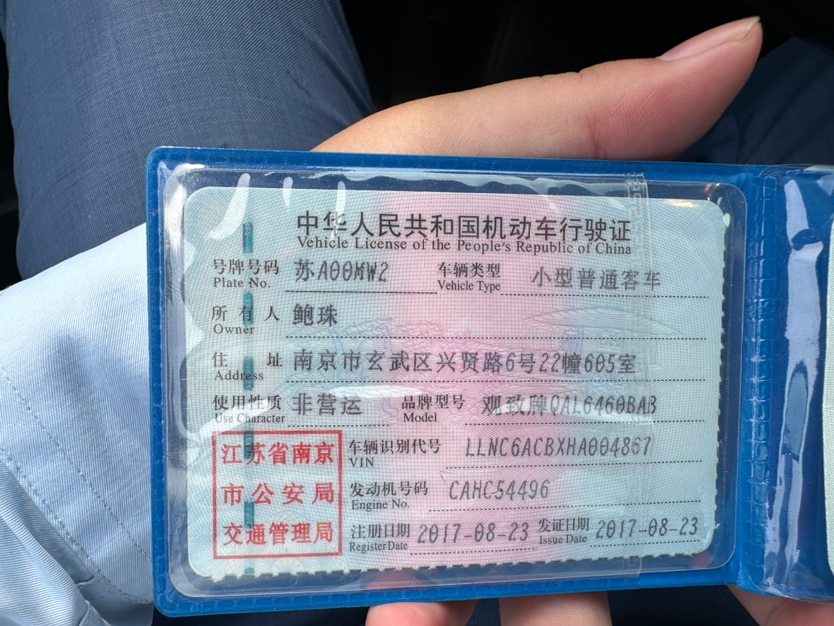 中华人民共和国机动车行驶证
Vehicle License of the People's Republic of China
号牌号码 苏A00MW2 车辆类型 小型普通客车
Plate No. Vehicle Type
所有人 鲍珠
Owner
住址 南京市玄武区兴贤路6号22幢605室
Address
使用性质 非营运 品牌型号 观致牌QAL6460BAB
Use Character Model
江苏省南京
市公安局
交通管理局
车辆识别代号 LLNC6ACBXHA004867
VIN
发动机号码 CAHC54496
Engine No.
注册日期 2017-08-23 发证日期 2017-08-23
Register Date Issue Date